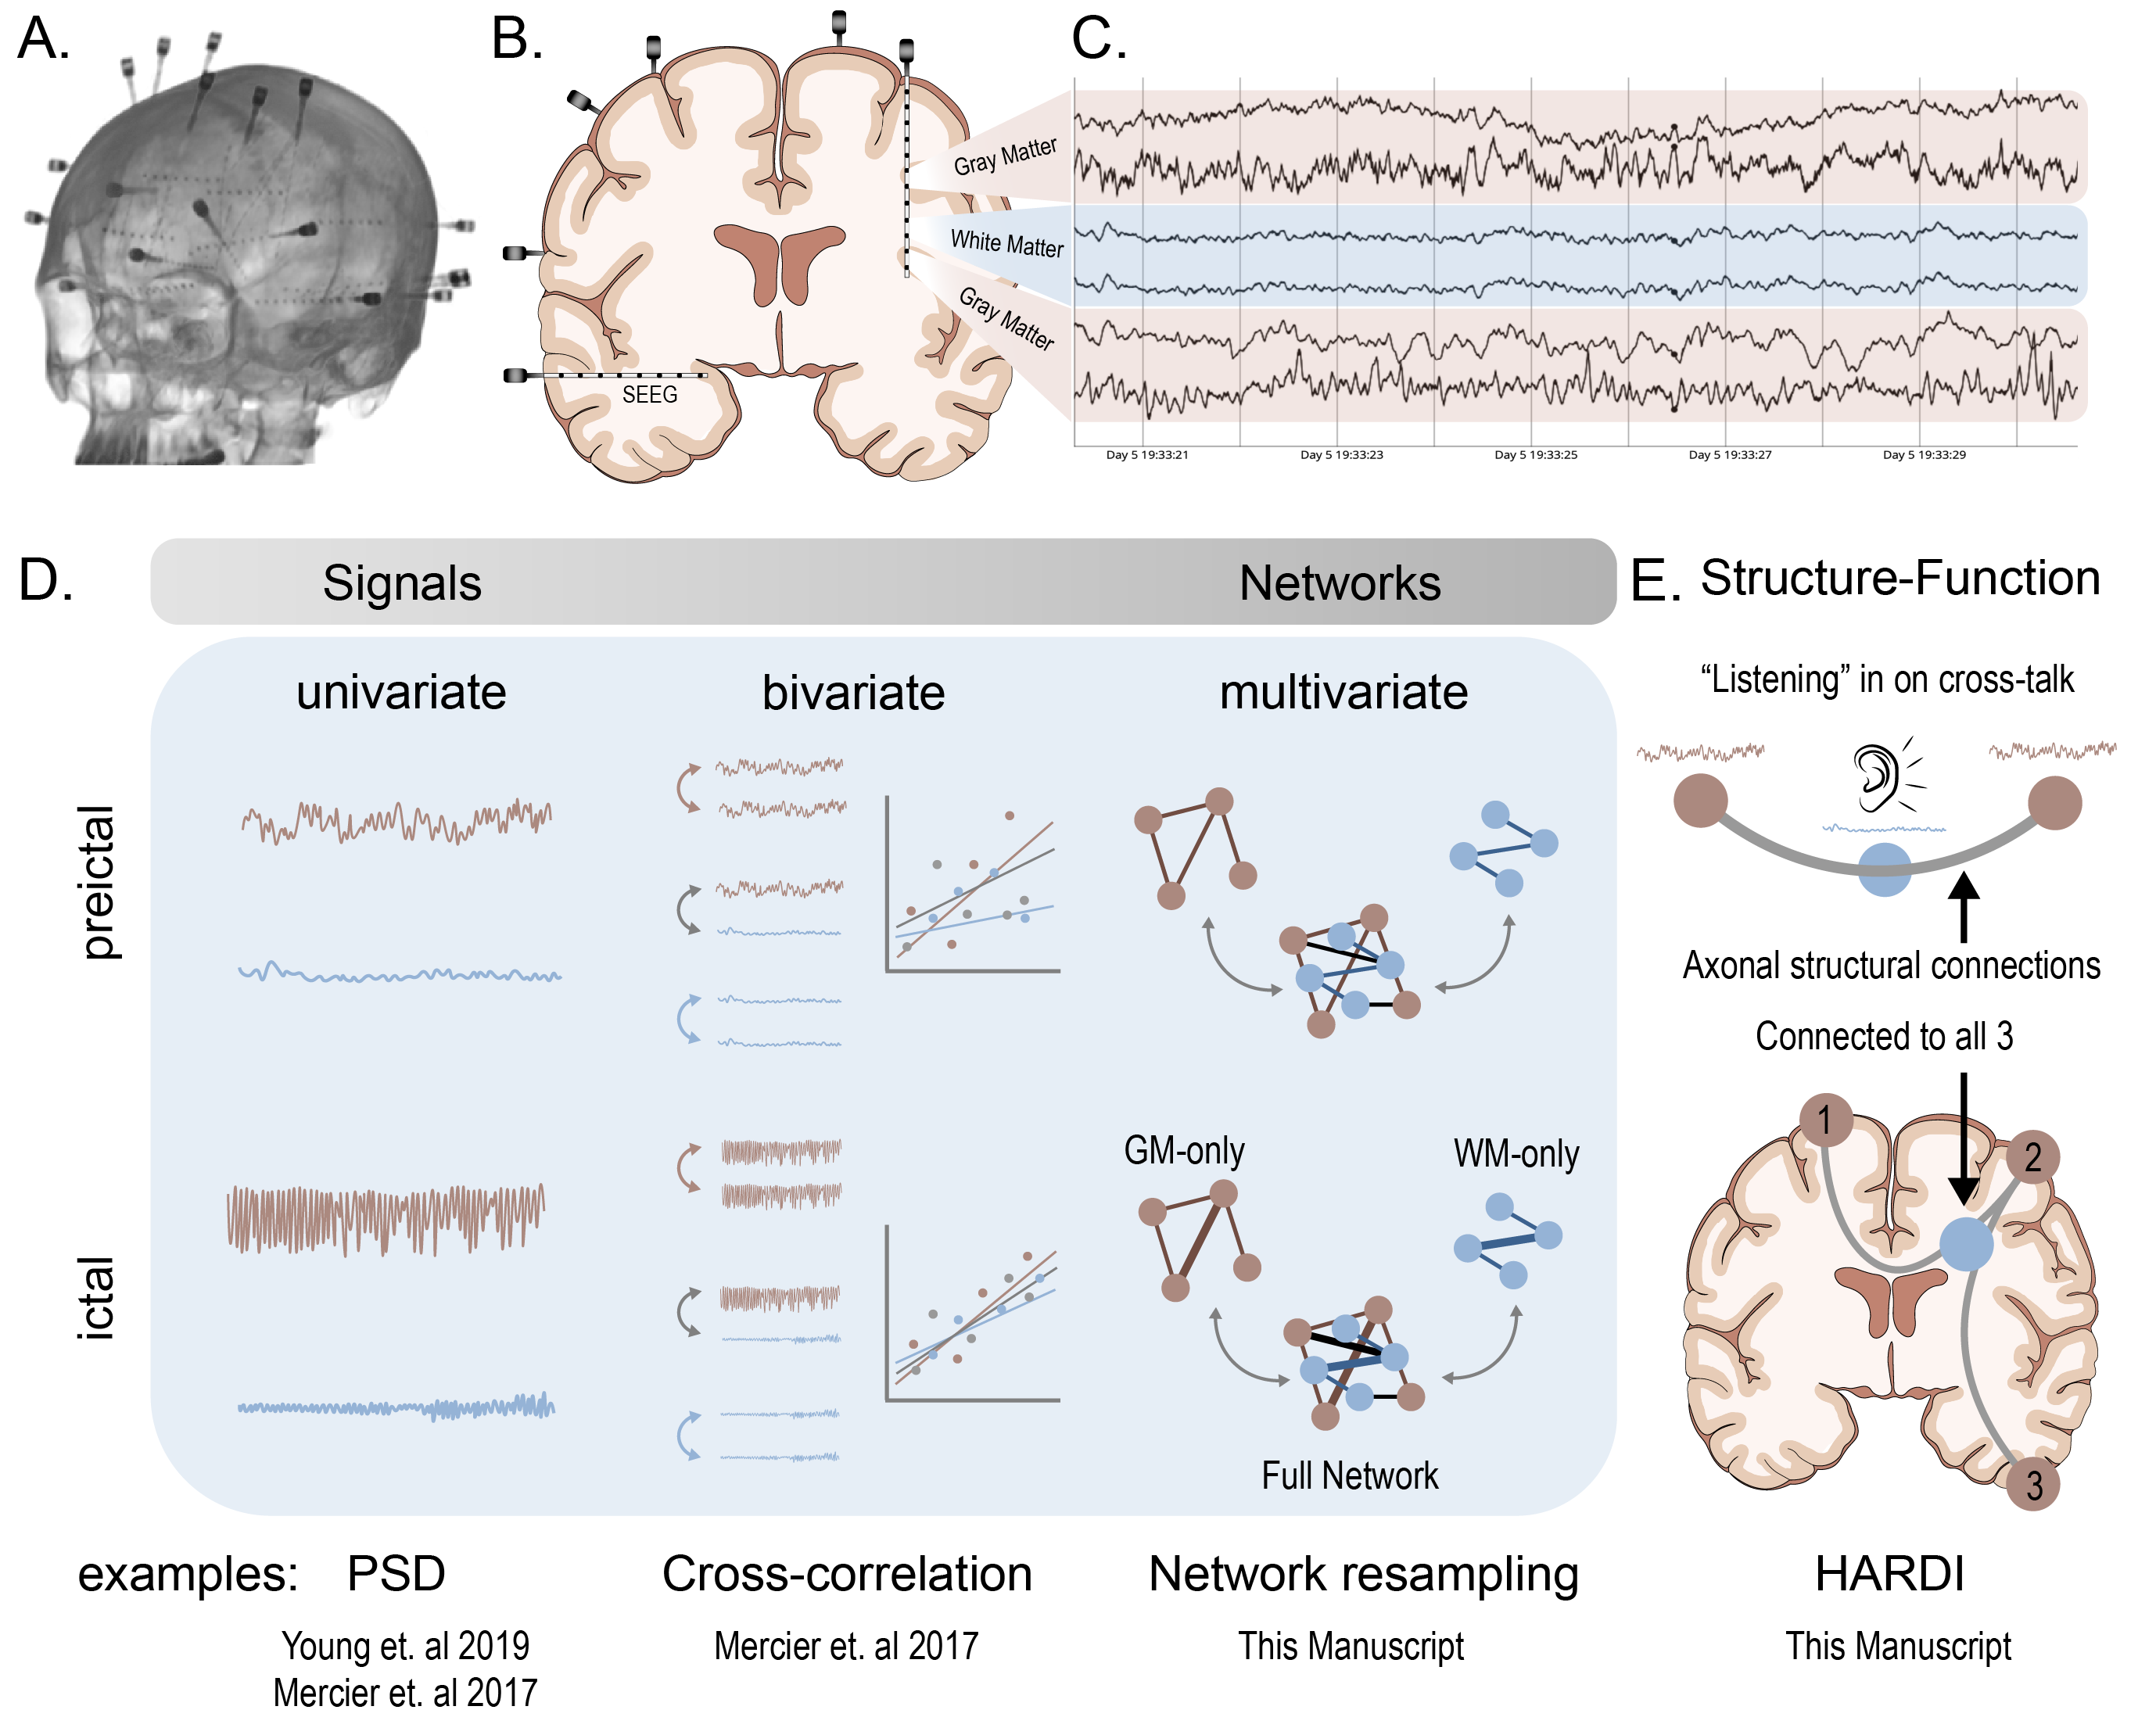 A.
B.
C.
Gray Matter
White Matter
Gray Matter
SEEG
Day 5 19:33:21
Day 5 19:33:23
Day 5 19:33:25
Day 5 19:33:27
Day 5 19:33:29
D.
Signals
Networks
univariate
bivariate
multivariate
preictal
ictal
GM-only
WM-only
Full Network
examples:
PSD
Cross-correlation
Network resampling
Young et. al 2019
Mercier et. al 2017
Mercier et. al 2017
This Manuscript
E.
Structure-Function
“Listening” in on cross-talk
Axonal structural connections
Connected to all 3
1
2
3
HARDI
This Manuscript